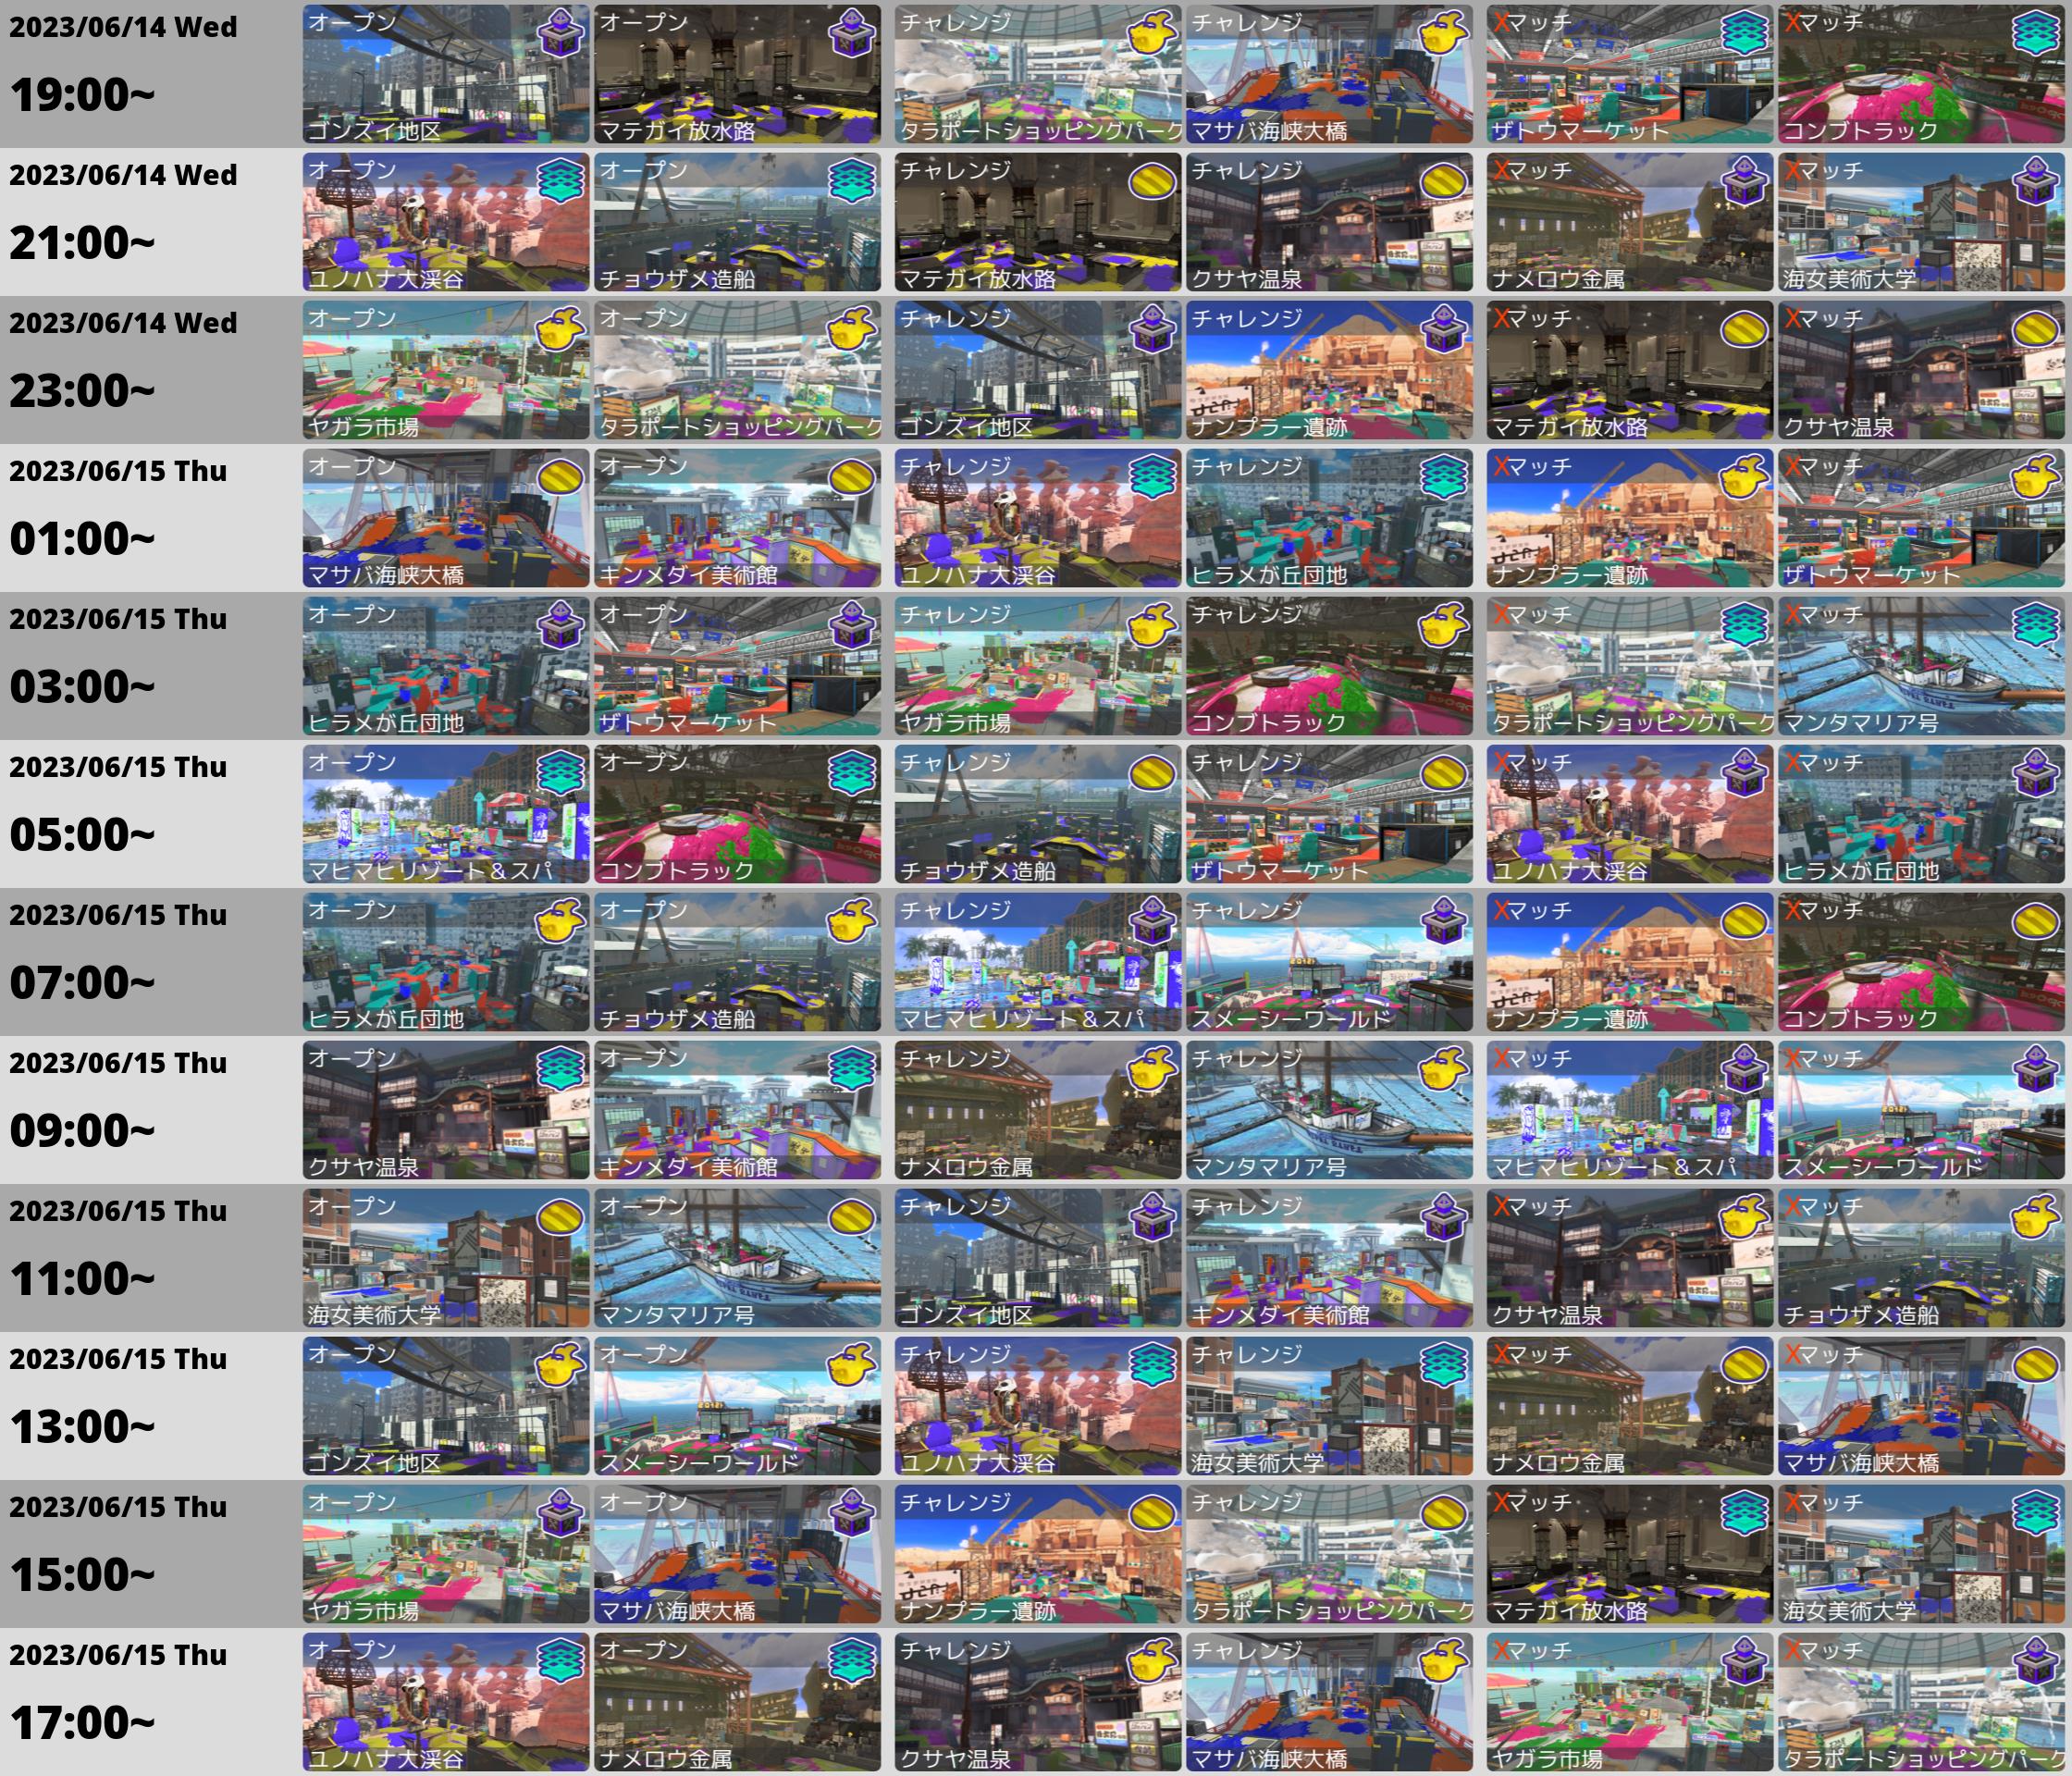 2023/06/14 Wed
19:00~
オープン オープン チャレンジ チャレンジ Xマッチ Xマッチ
ゴンズイ地区 マテガイ放水路 タラポートショッピングパーク マサバ海峡大橋 ザトウマーケット コンブトラック
2023/06/14 Wed
21:00~
オープン オープン チャレンジ チャレンジ Xマッチ Xマッチ
ユノハナ大渓谷 チョウザメ造船 マテガイ放水路 クサヤ温泉 ナメロウ金属 海女美術大学
2023/06/14 Wed
23:00~
オープン オープン チャレンジ チャレンジ Xマッチ Xマッチ
ヤガラ市場 タラポートショッピングパーク ゴンズイ地区 ナンプラー遺跡 マテガイ放水路 クサヤ温泉
2023/06/15 Thu
01:00~
オープン オープン チャレンジ チャレンジ Xマッチ Xマッチ
マサバ海峡大橋 キンメダイ美術館 ユノハナ大渓谷 ヒラメが丘団地 ナンプラー遺跡 ザトウマーケット
2023/06/15 Thu
03:00~
オープン オープン チャレンジ チャレンジ Xマッチ Xマッチ
ヒラメが丘団地 ザトウマーケット ヤガラ市場 コンブトラック タラポートショッピングパーク マンタマリア号
2023/06/15 Thu
05:00~
オープン オープン チャレンジ チャレンジ Xマッチ Xマッチ
マヒマヒリゾート&スパ コンブトラック チョウザメ造船 ザトウマーケット ユノハナ大渓谷 ヒラメが丘団地
2023/06/15 Thu
07:00~
オープン オープン チャレンジ チャレンジ Xマッチ Xマッチ
ヒラメが丘団地 チョウザメ造船 マヒマヒリゾート&スパ スメーシーワールド ナンプラー遺跡 コンブトラック
2023/06/15 Thu
09:00~
オープン オープン チャレンジ チャレンジ Xマッチ Xマッチ
クサヤ温泉 キンメダイ美術館 ナメロウ金属 マンタマリア号 マヒマヒリゾート&スパ スメーシーワールド
2023/06/15 Thu
11:00~
オープン オープン チャレンジ チャレンジ Xマッチ Xマッチ
海女美術大学 マンタマリア号 ゴンズイ地区 キンメダイ美術館 クサヤ温泉 チョウザメ造船
2023/06/15 Thu
13:00~
オープン オープン チャレンジ チャレンジ Xマッチ Xマッチ
ゴンズイ地区 スメーシーワールド ユノハナ大渓谷 海女美術大学 ナメロウ金属 マサバ海峡大橋
2023/06/15 Thu
15:00~
オープン オープン チャレンジ チャレンジ Xマッチ Xマッチ
ヤガラ市場 マサバ海峡大橋 ナンプラー遺跡 タラポートショッピングパーク マテガイ放水路 海女美術大学
2023/06/15 Thu
17:00~
オープン オープン チャレンジ チャレンジ Xマッチ Xマッチ
ユノハナ大渓谷 ナメロウ金属 クサヤ温泉 マサバ海峡大橋 ヤガラ市場 タラポートショッピングパーク